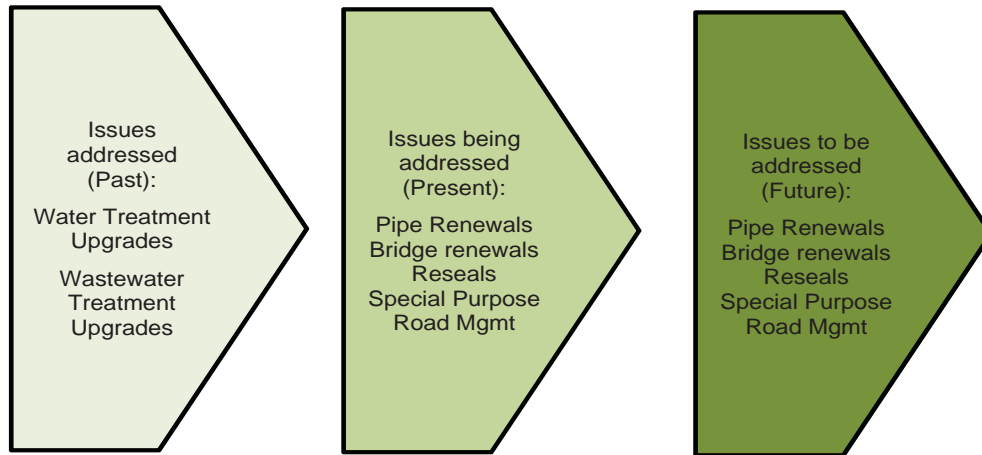 Issues
addressed
(Past):
Water Treatment
Upgrades
Wastewater
Treatment
Upgrades
Issues being
addressed
(Present):
Pipe Renewals
Bridge renewals
Reseals
Special Purpose
Road Mgmt
Issues to be
addressed
(Future):
Pipe Renewals
Bridge renewals
Reseals
Special Purpose
Road Mgmt